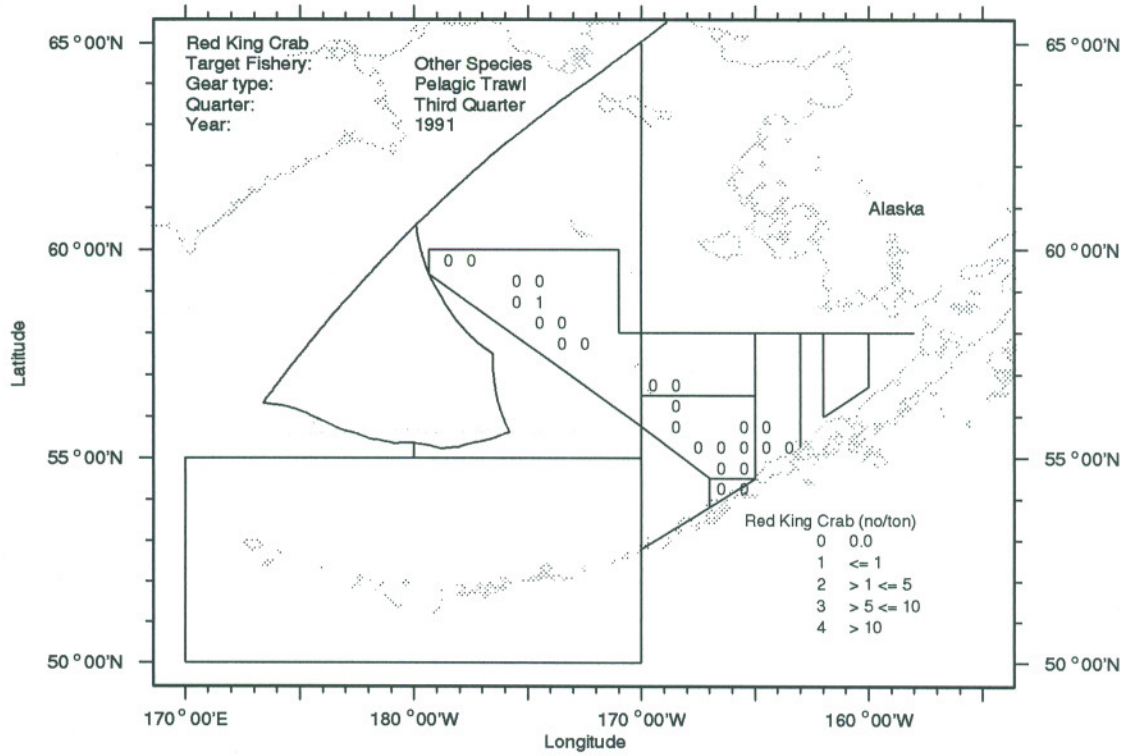 65°00'N 65°00'N
Red King Crab
Target Fishery: Other Species
Gear type: Pelagic Trawl
Quarter: Third Quarter
Year: 1991
Alaska
60°00'N 60°00'N
0 0
0 0
0 1
0 0
0 0
Latitude
0 0
0
0 0 0
0 0 0 0 0
55°00'N 55°00'N
0 0
0 0
Red King Crab (no/ton)
0 0.0
1 <= 1
2 > 1 <= 5
3 > 5 <= 10
4 > 10
50°00'N 50°00'N
170°00'E 180°00'W 170°00'W 160°00'W
Longitude